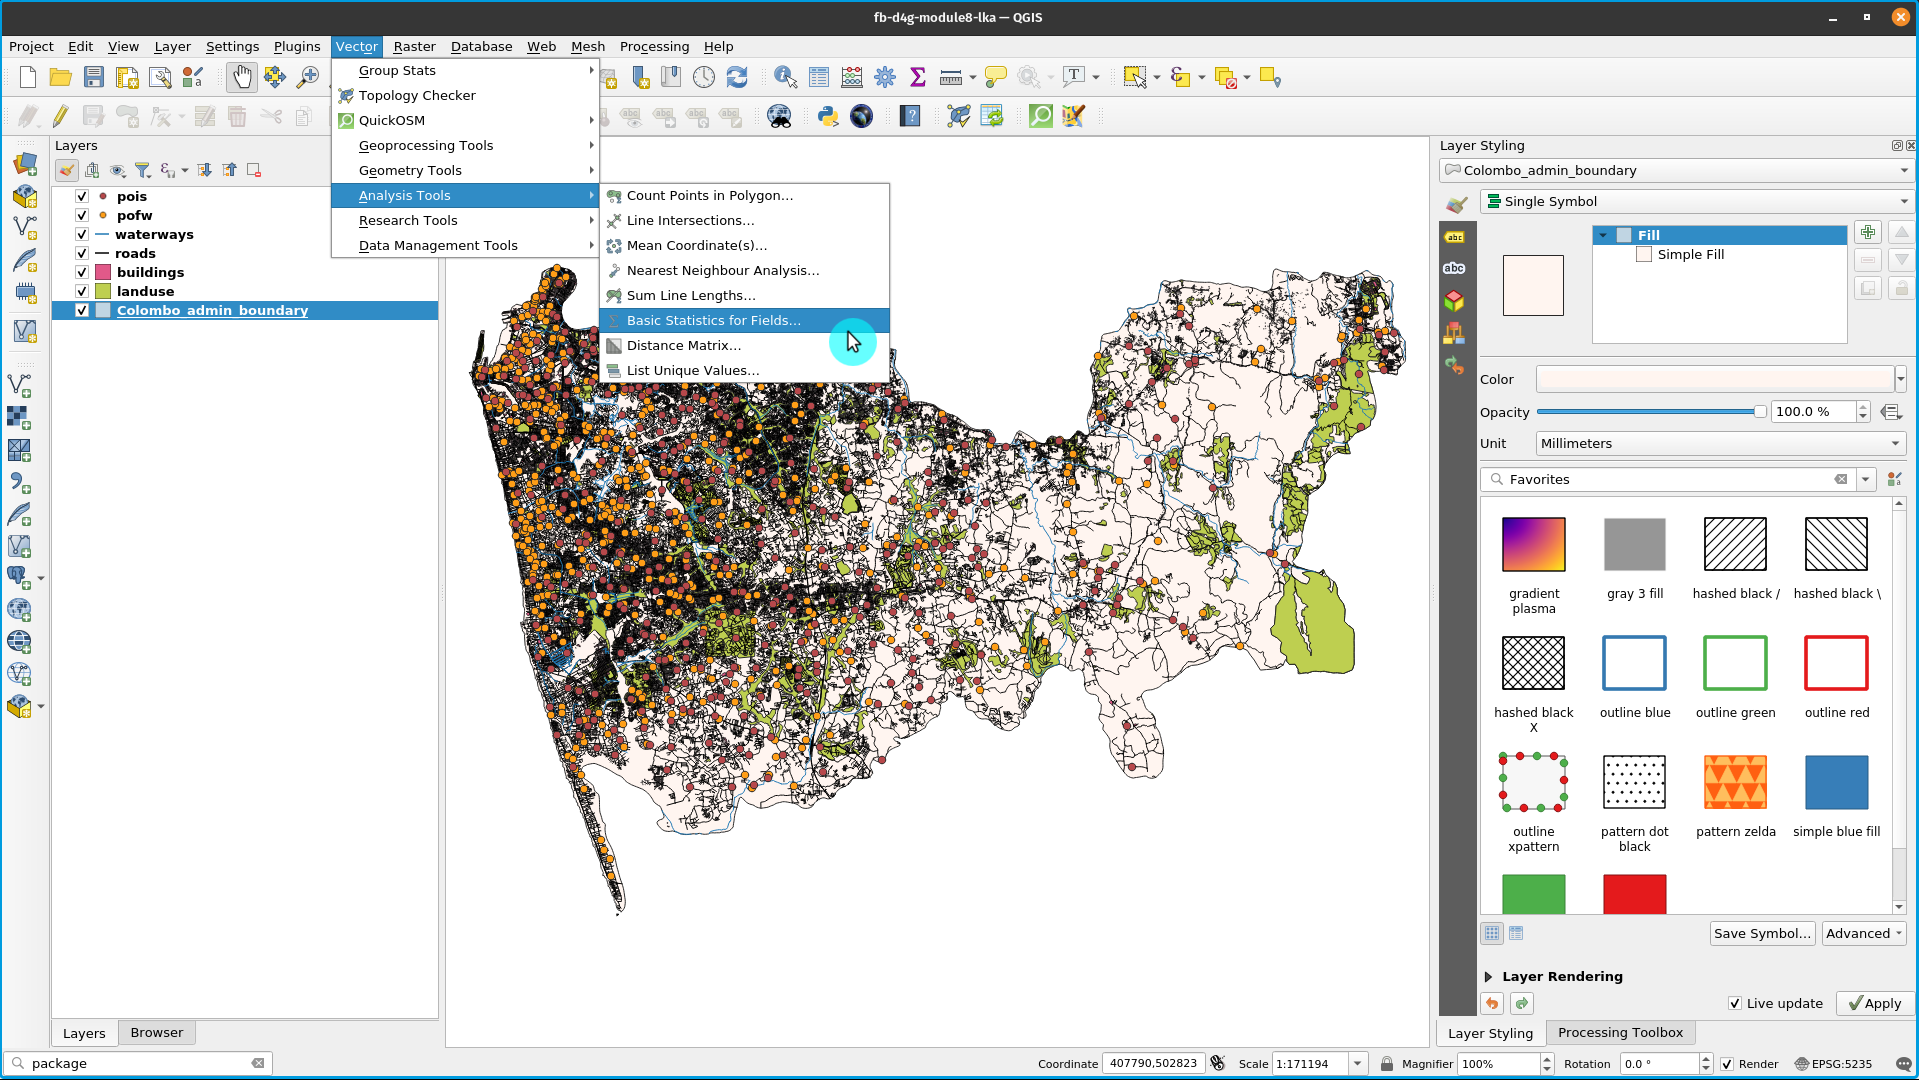 fb-d4g-module8-lka — QGIS
Project Edit View Layer Settings Plugins Vector Raster Database Web Mesh Processing Help
Group Stats
Topology Checker
QuickOSM
Geoprocessing Tools
Geometry Tools
Analysis Tools
Research Tools
Data Management Tools
Count Points in Polygon...
Line Intersections...
Mean Coordinate(s)...
Nearest Neighbour Analysis...
Sum Line Lengths...
Basic Statistics for Fields...
Distance Matrix...
List Unique Values...
Layers
pois
pofw
waterways
roads
buildings
landuse
Colombo_admin_boundary
Layers Browser
package
Layer Styling
Colombo_admin_boundary
Single Symbol
Fill
Simple Fill
Color
Opacity 100.0 %
Unit Millimeters
Favorites
gradient plasma
gray 3 fill
hashed black /
hashed black \
hashed black X
outline blue
outline green
outline red
outline xpattern
pattern dot black
pattern zelda
simple blue fill
Save Symbol... Advanced
Layer Rendering
Live update Apply
Layer Styling Processing Toolbox
Coordinate 407790,502823 Scale 1:171194 Magnifier 100% Rotation 0.0 ° Render EPSG:5235